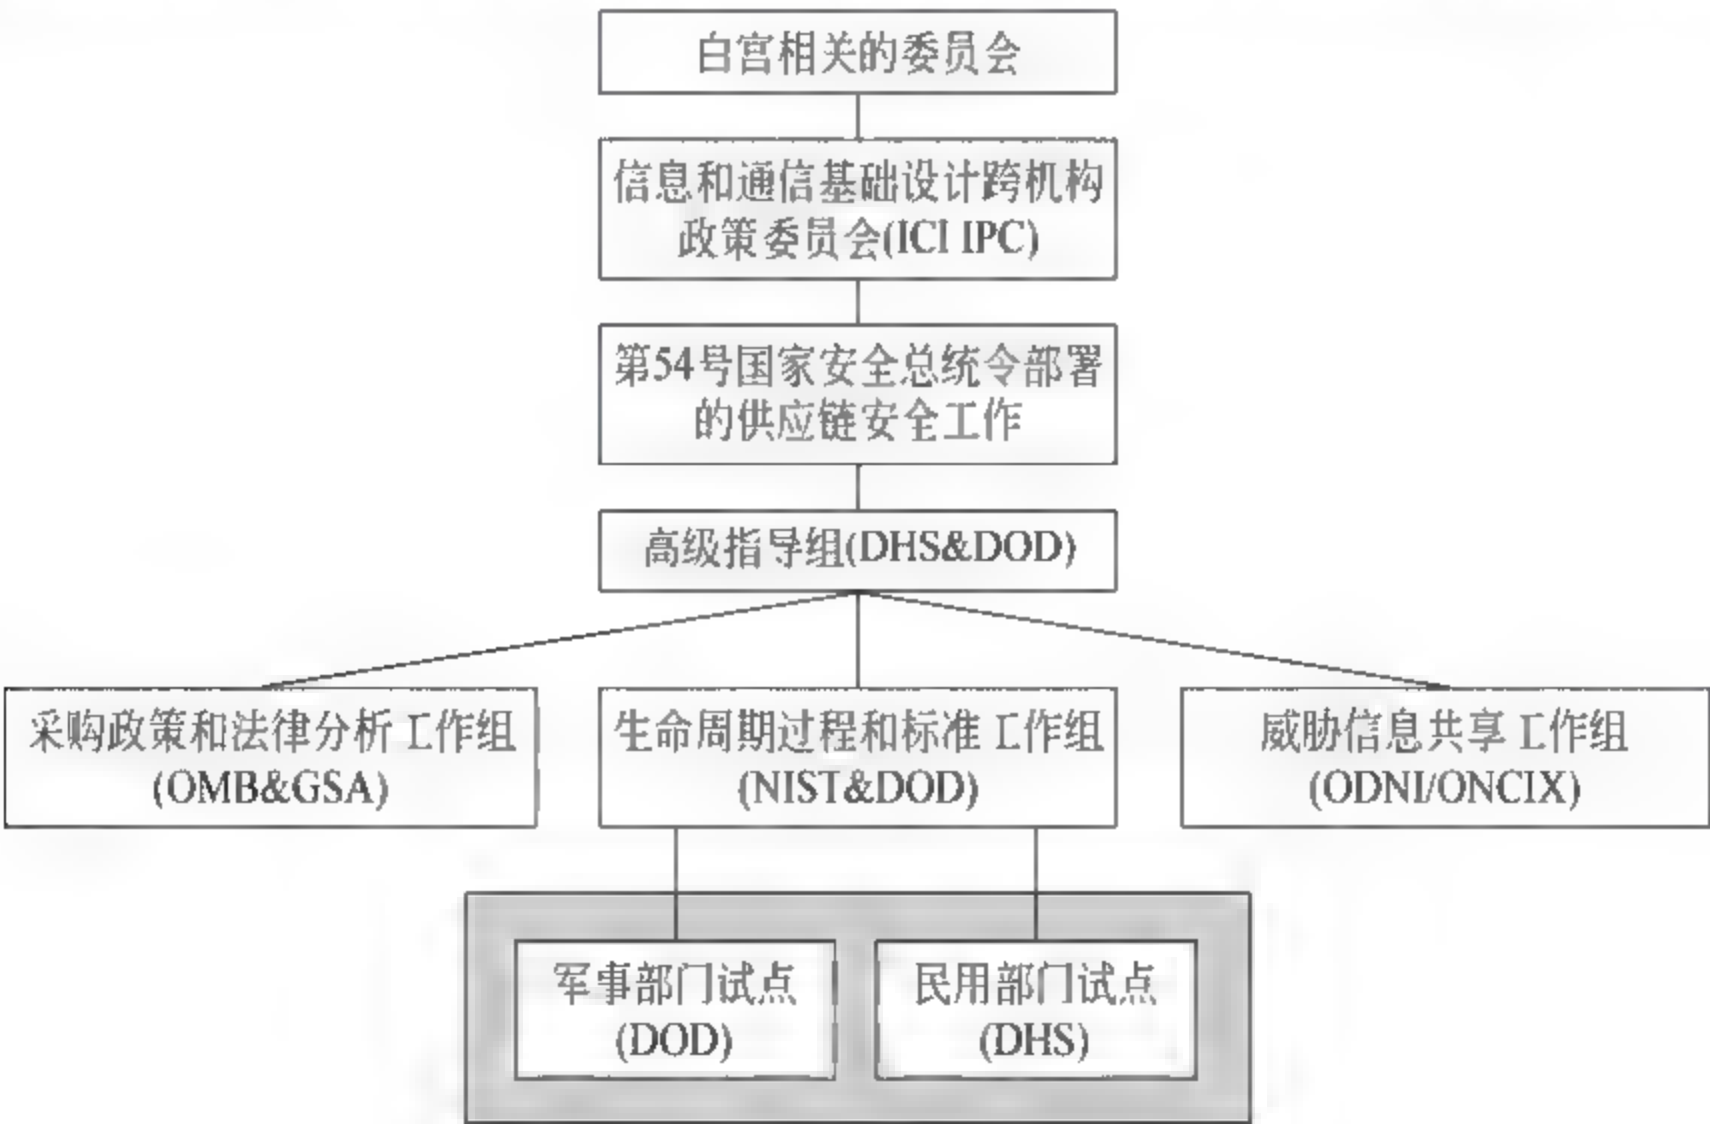 白宫相关的委员会
信息和通信基础设计跨机构
政策委员会(ICI IPC)
第54号国家安全总统令部署
的供应链安全工作
高级指导组(DHS&DOD)
采购政策和法律分析工作组
(OMB&GSA)
生命周期过程和标准工作组
(NIST&DOD)
威胁信息共享工作组
(ODNI/ONCIX)
军事部门试点
(DOD)
民用部门试点
(DHS)